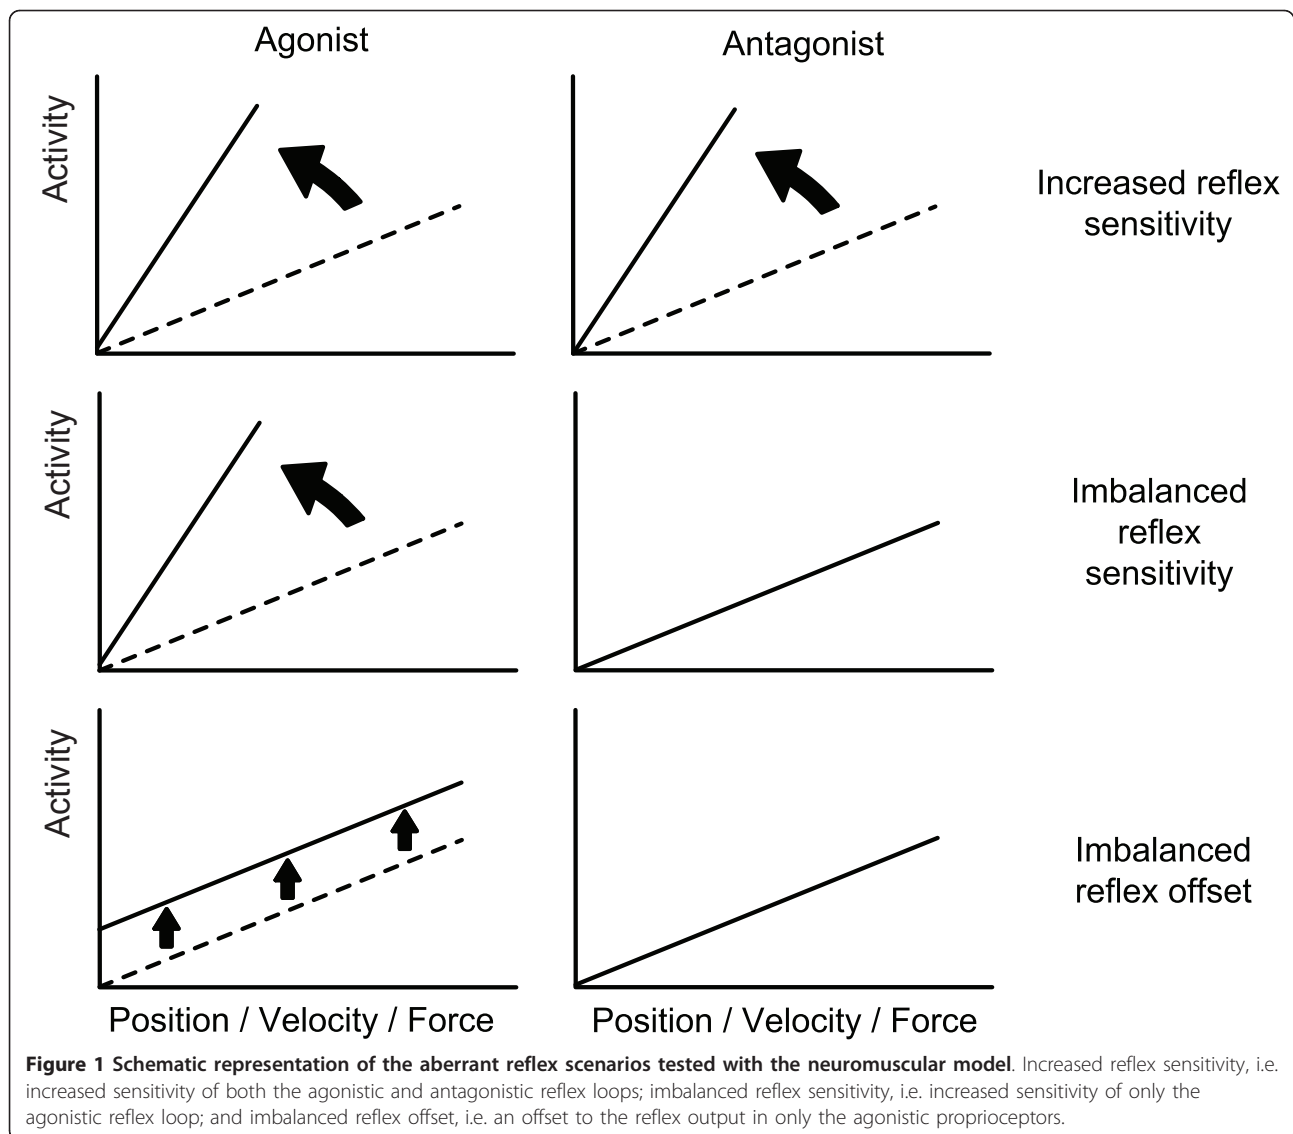 Agonist
Antagonist
Activity
Increased reflex
sensitivity
Activity
Imbalanced
reflex
sensitivity
Activity
Imbalanced
reflex offset
Position / Velocity / Force
Position / Velocity / Force
Figure 1 Schematic representation of the aberrant reflex scenarios tested with the neuromuscular model. Increased reflex sensitivity, i.e.
increased sensitivity of both the agonistic and antagonistic reflex loops; imbalanced reflex sensitivity, i.e. increased sensitivity of only the
agonistic reflex loop; and imbalanced reflex offset, i.e. an offset to the reflex output in only the agonistic proprioceptors.